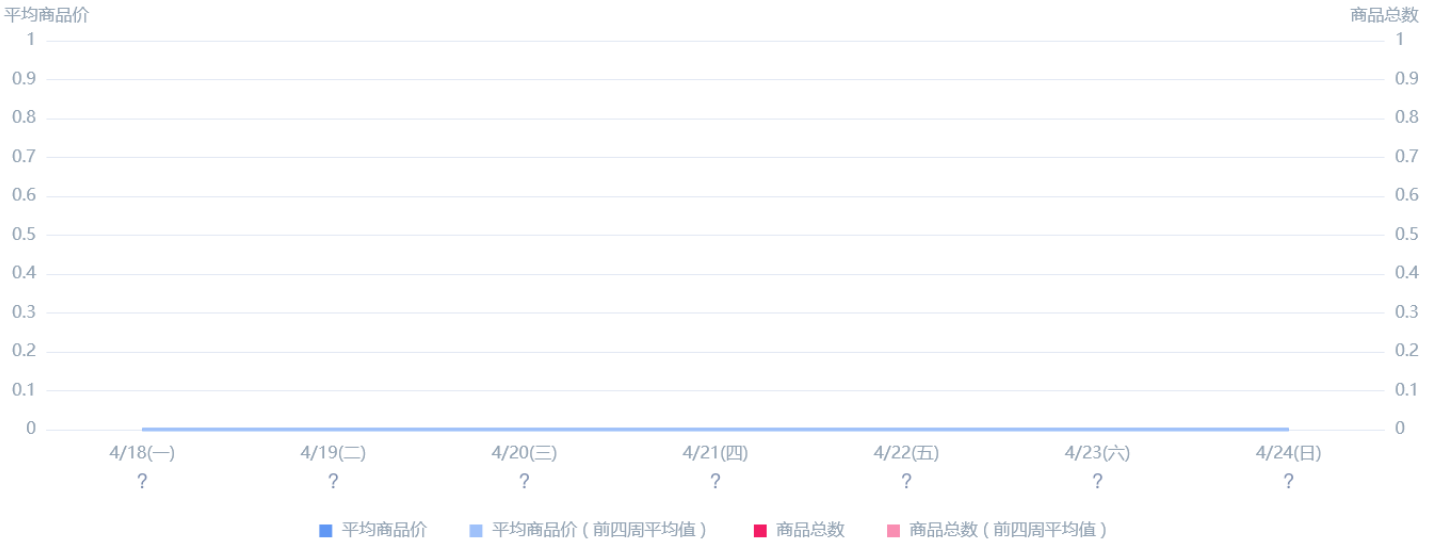 平均商品价 商品总数
1 1
0.9 0.9
0.8 0.8
0.7 0.7
0.6 0.6
0.5 0.5
0.4 0.4
0.3 0.3
0.2 0.2
0.1 0.1
0 0
4/18(一) 4/19(二) 4/20(三) 4/21(四) 4/22(五) 4/23(六) 4/24(日)
? ? ? ? ? ? ?
平均商品价 平均商品价 ( 前四周平均值 ) 商品总数 商品总数 ( 前四周平均值 )